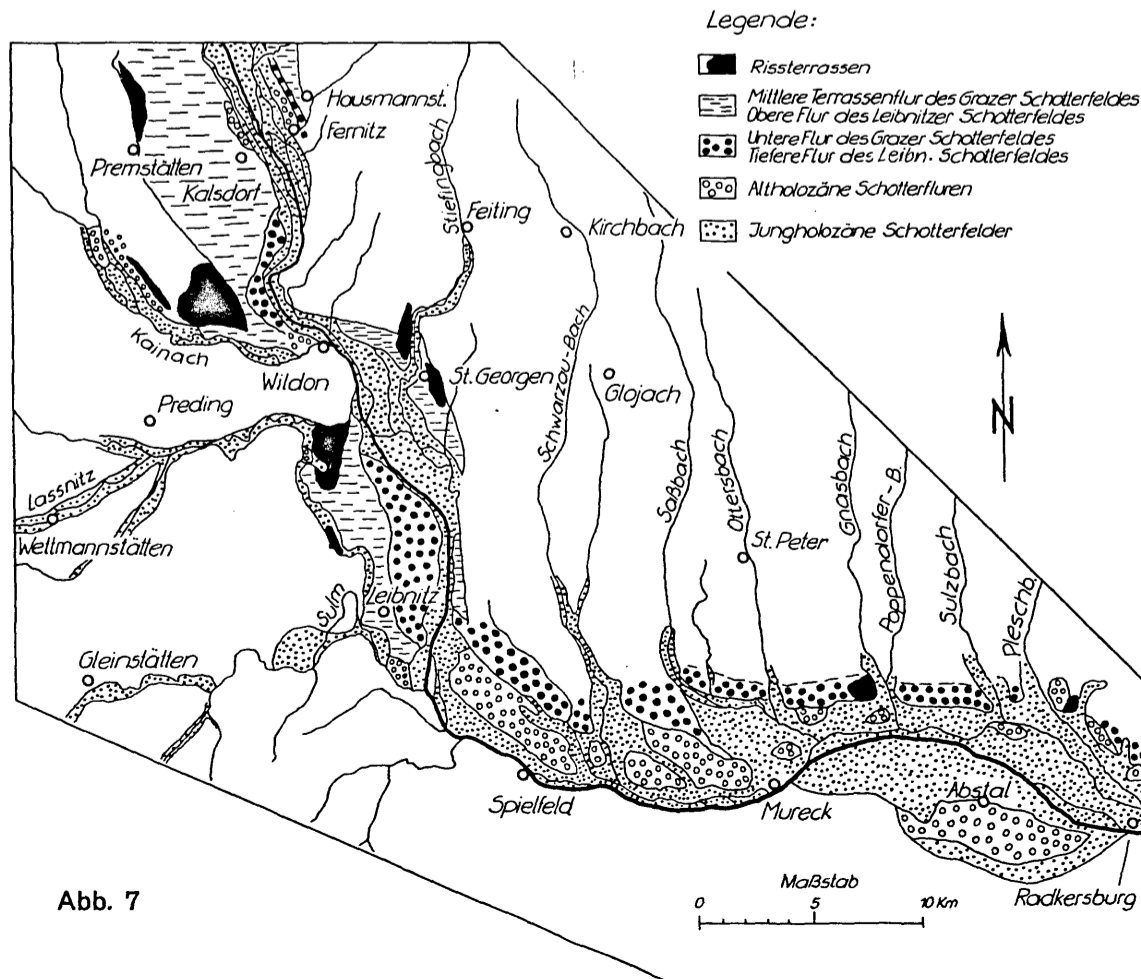 Legende:
Rissterrassen
Mittlere Terrassenflur des Grazer Schotterfeldes
Obere Flur des Leibnitzer Schotterfeldes
Untere Flur des Grazer Schotterfeldes
Tiefere Flur des Leibn. Schotterfeldes
Altholozäne Schotterfluren
Jungholozäne Schotterfelder
Hausmannst.
Fernitz
Premstätten
Kalsdorf
Stiefingbach
Feiting
Kirchbach
Kainach
Wildon
St. Georgen
Schwarzau-Bach
Glojach
N
Preding
Lassnitz
Wettmannstätten
Saßbach
Ottersbach
St. Peter
Gnasbach
Poppendorfer-B.
Sulzbach
Pleschb.
Leibnitz
Sulm
Gleinstätten
Spielfeld
Mureck
Abstal
Radkersburg
Abb. 7
Maßstab
0 5 10 Km